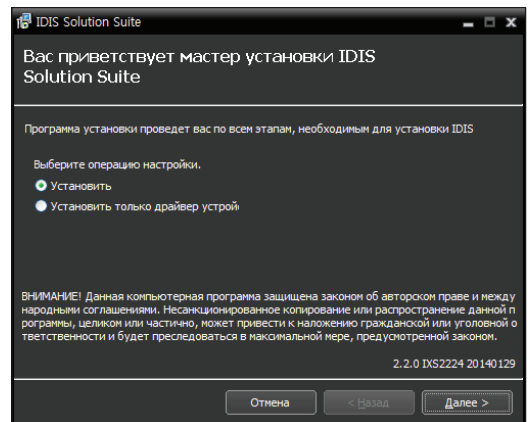 IDIS Solution Suite
Вас приветствует мастер установки IDIS
Solution Suite
Программа установки проведет вас по всем этапам, необходимым для установки IDIS
Выберите операцию настройки.
Установить
Установить только драйвер устрой
ВНИМАНИЕ! Данная компьютерная программа защищена законом об авторском праве и между
народными соглашениями. Несанкционированное копирование или распространение данной п
рограммы, целиком или частично, может привести к наложению гражданской или уголовной о
тветственности и будет преследоваться в максимальной мере, предусмотренной законом.
2.2.0 IXS2224 20140129
Отмена
< Назад
Далее >